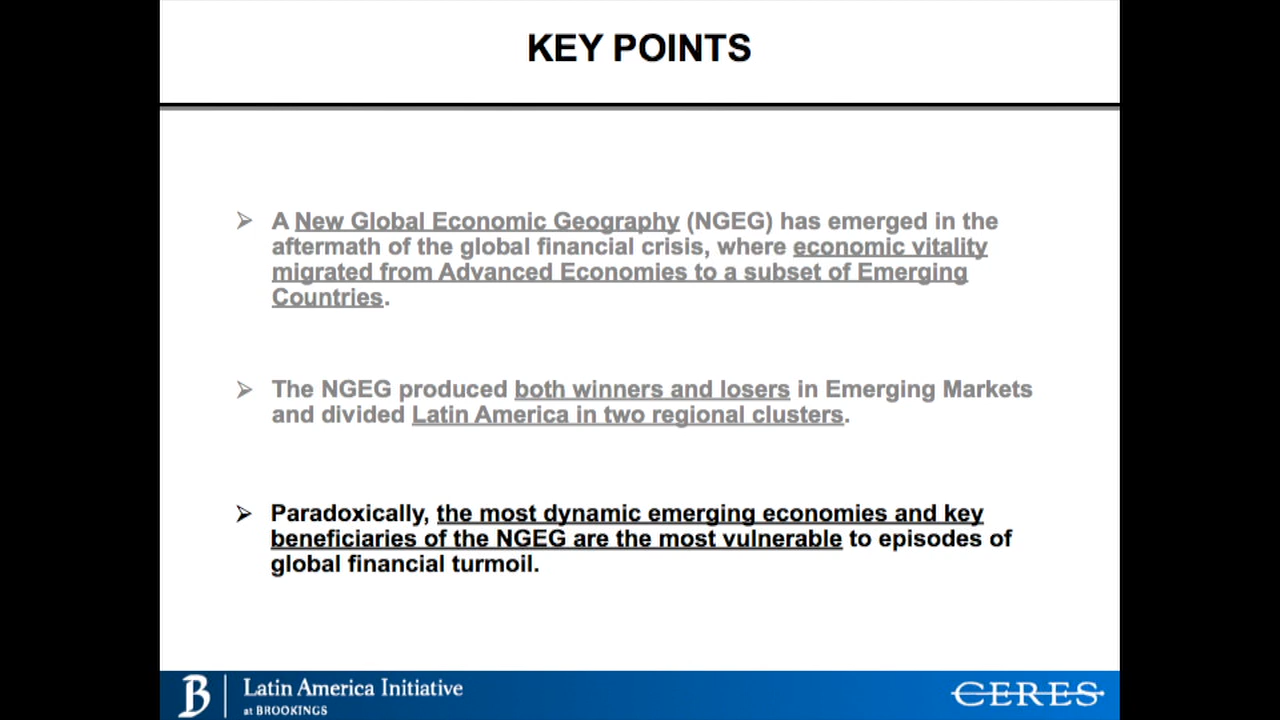 KEY POINTS
➢ A New Global Economic Geography (NGEG) has emerged in the
aftermath of the global financial crisis, where economic vitality
migrated from Advanced Economies to a subset of Emerging
Countries.
➢ The NGEG produced both winners and losers in Emerging Markets
and divided Latin America in two regional clusters.
➢ Paradoxically, the most dynamic emerging economies and key
beneficiaries of the NGEG are the most vulnerable to episodes of
global financial turmoil.
B
Latin America Initiative
at BROOKINGS
CERES